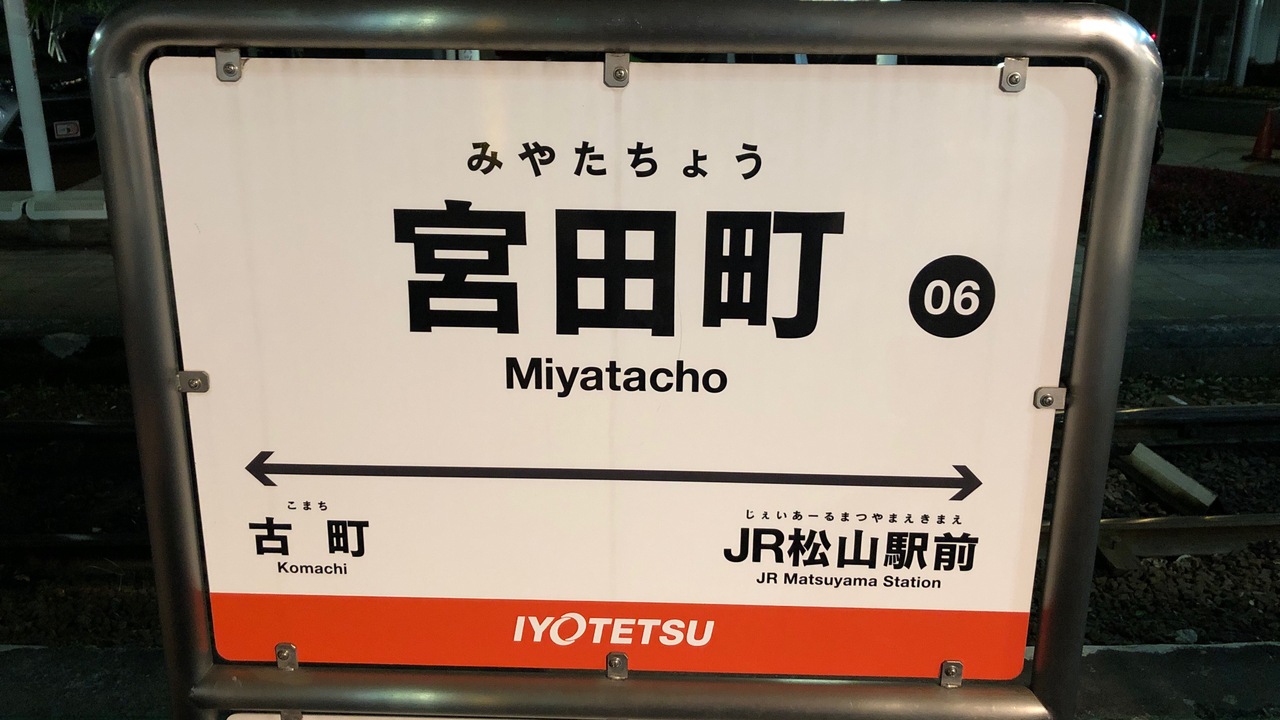 みやたちょう
宮田町
06
Miyatacho
こまち
古町
Komachi
じぇいあーるまつやまえきまえ
JR松山駅前
JR Matsuyama Station
IYOTETSU